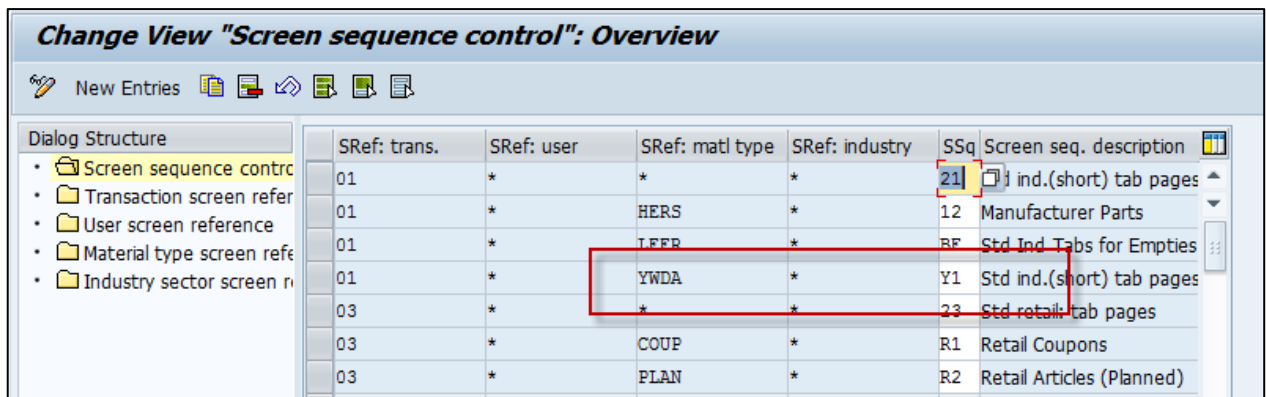 Change View "Screen sequence control": Overview
New Entries
Dialog Structure
Screen sequence contro
Transaction screen refer
User screen reference
Material type screen refe
Industry sector screen r
SRef: trans. SRef: user SRef: matl type SRef: industry SSq Screen seq. description
01 * * * 21 d ind.(short) tab pages
01 * HERS * 12 Manufacturer Parts
01 * LEER * BE Std Ind Tabs for Empties
01 * YWDA * Y1 Std ind.(short) tab pages
03 * * * 23 Std retail: tab pages
03 * COUP * R1 Retail Coupons
03 * PLAN * R2 Retail Articles (Planned)